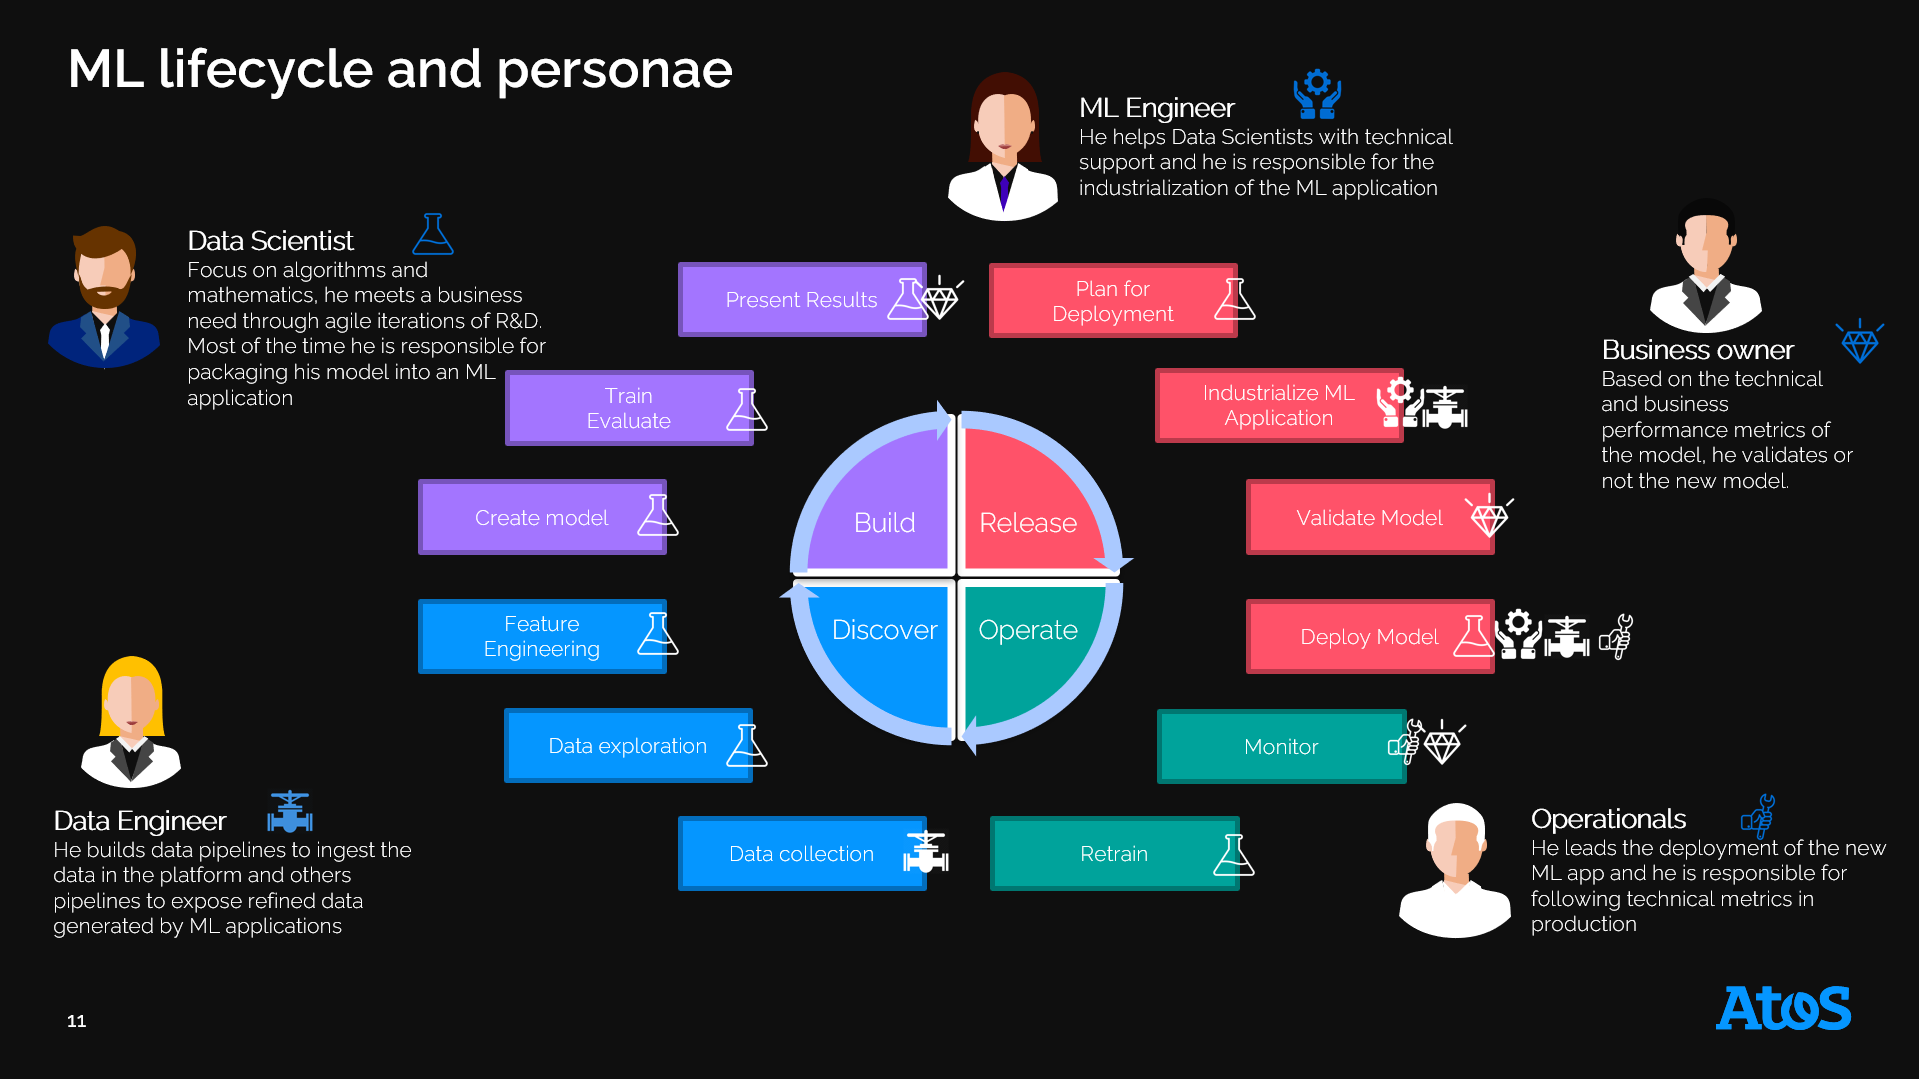 ML lifecycle and personae
ML Engineer
He helps Data Scientists with technical
support and he is responsible for the
industrialization of the ML application
Data Scientist
Focus on algorithms and
mathematics, he meets a business
need through agile iterations of R&D.
Most of the time he is responsible for
packaging his model into an ML
application
Business owner
Based on the technical
and business
performance metrics of
the model, he validates or
not the new model.
Present Results
Plan for
Deployment
Train
Evaluate
Industrialize ML
Application
Create model
Validate Model
Build
Release
Discover
Operate
Feature
Engineering
Deploy Model
Data exploration
Monitor
Data collection
Retrain
Data Engineer
He builds data pipelines to ingest the
data in the platform and others
pipelines to expose refined data
generated by ML applications
Operationals
He leads the deployment of the new
ML app and he is responsible for
following technical metrics in
production
11
Atos